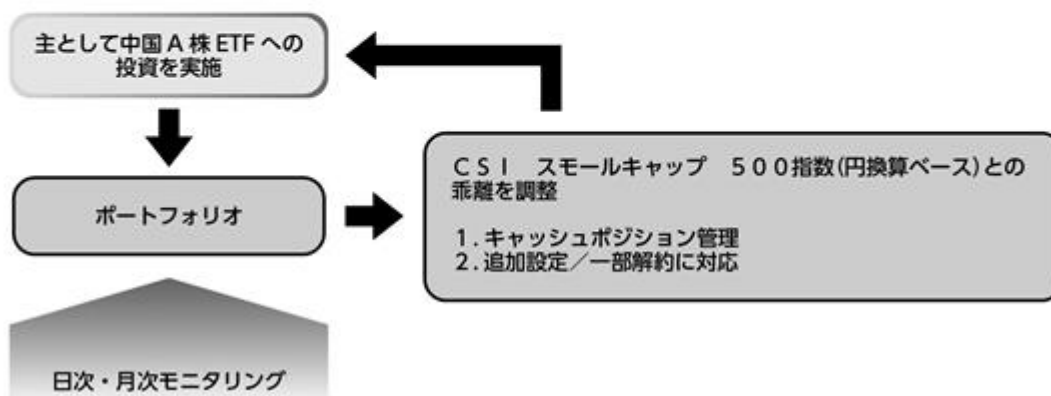 主として中国A株ETFへの
投資を実施
ポートフォリオ
CSI スモールキャップ 500指数(円換算ベース)との
乖離を調整
1.キャッシュポジション管理
2.追加設定/一部解約に対応
日次・月次モニタリング